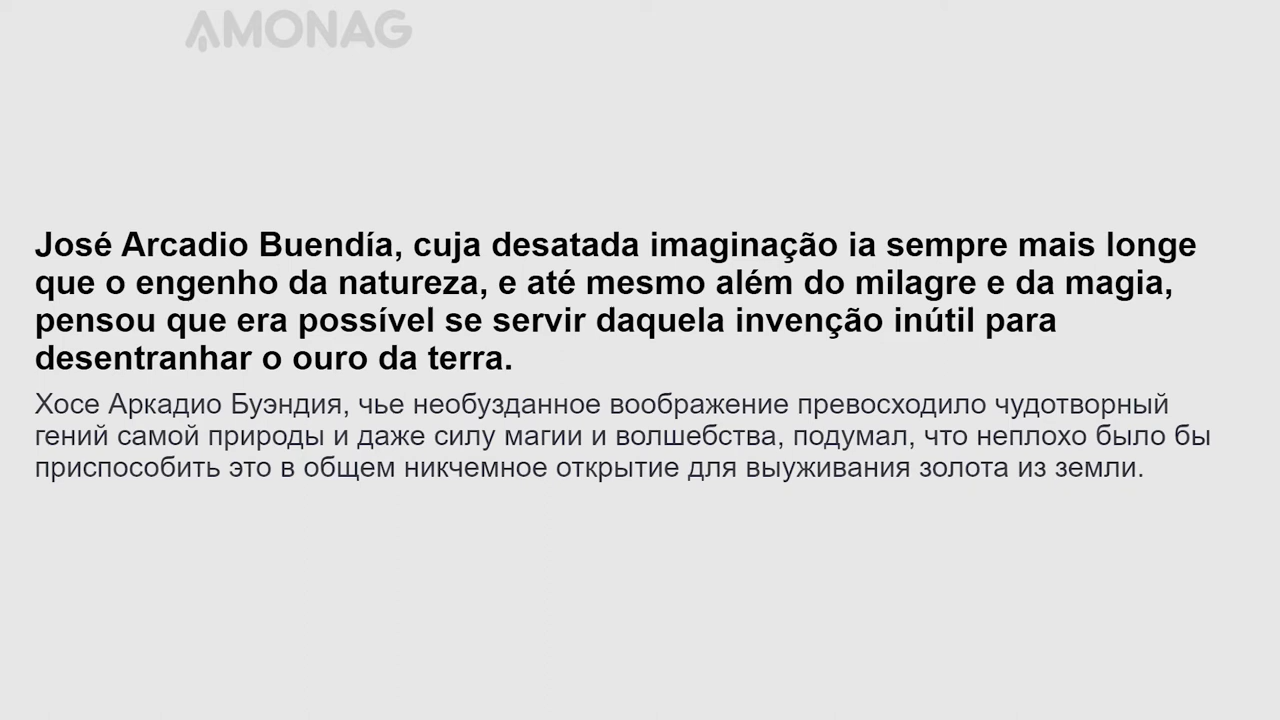 AMONAG
José Arcadio Buendía, cuja desatada imaginação ia sempre mais longe
que o engenho da natureza, e até mesmo além do milagre e da magia,
pensou que era possível se servir daquela invenção inútil para
desentranhar o ouro da terra.
Хосе Аркадио Буэндия, чье необузданное воображение превосходило чудотворный
гений самой природы и даже силу магии и волшебства, подумал, что неплохо было бы
приспособить это в общем никчемное открытие для выуживания золота из земли.